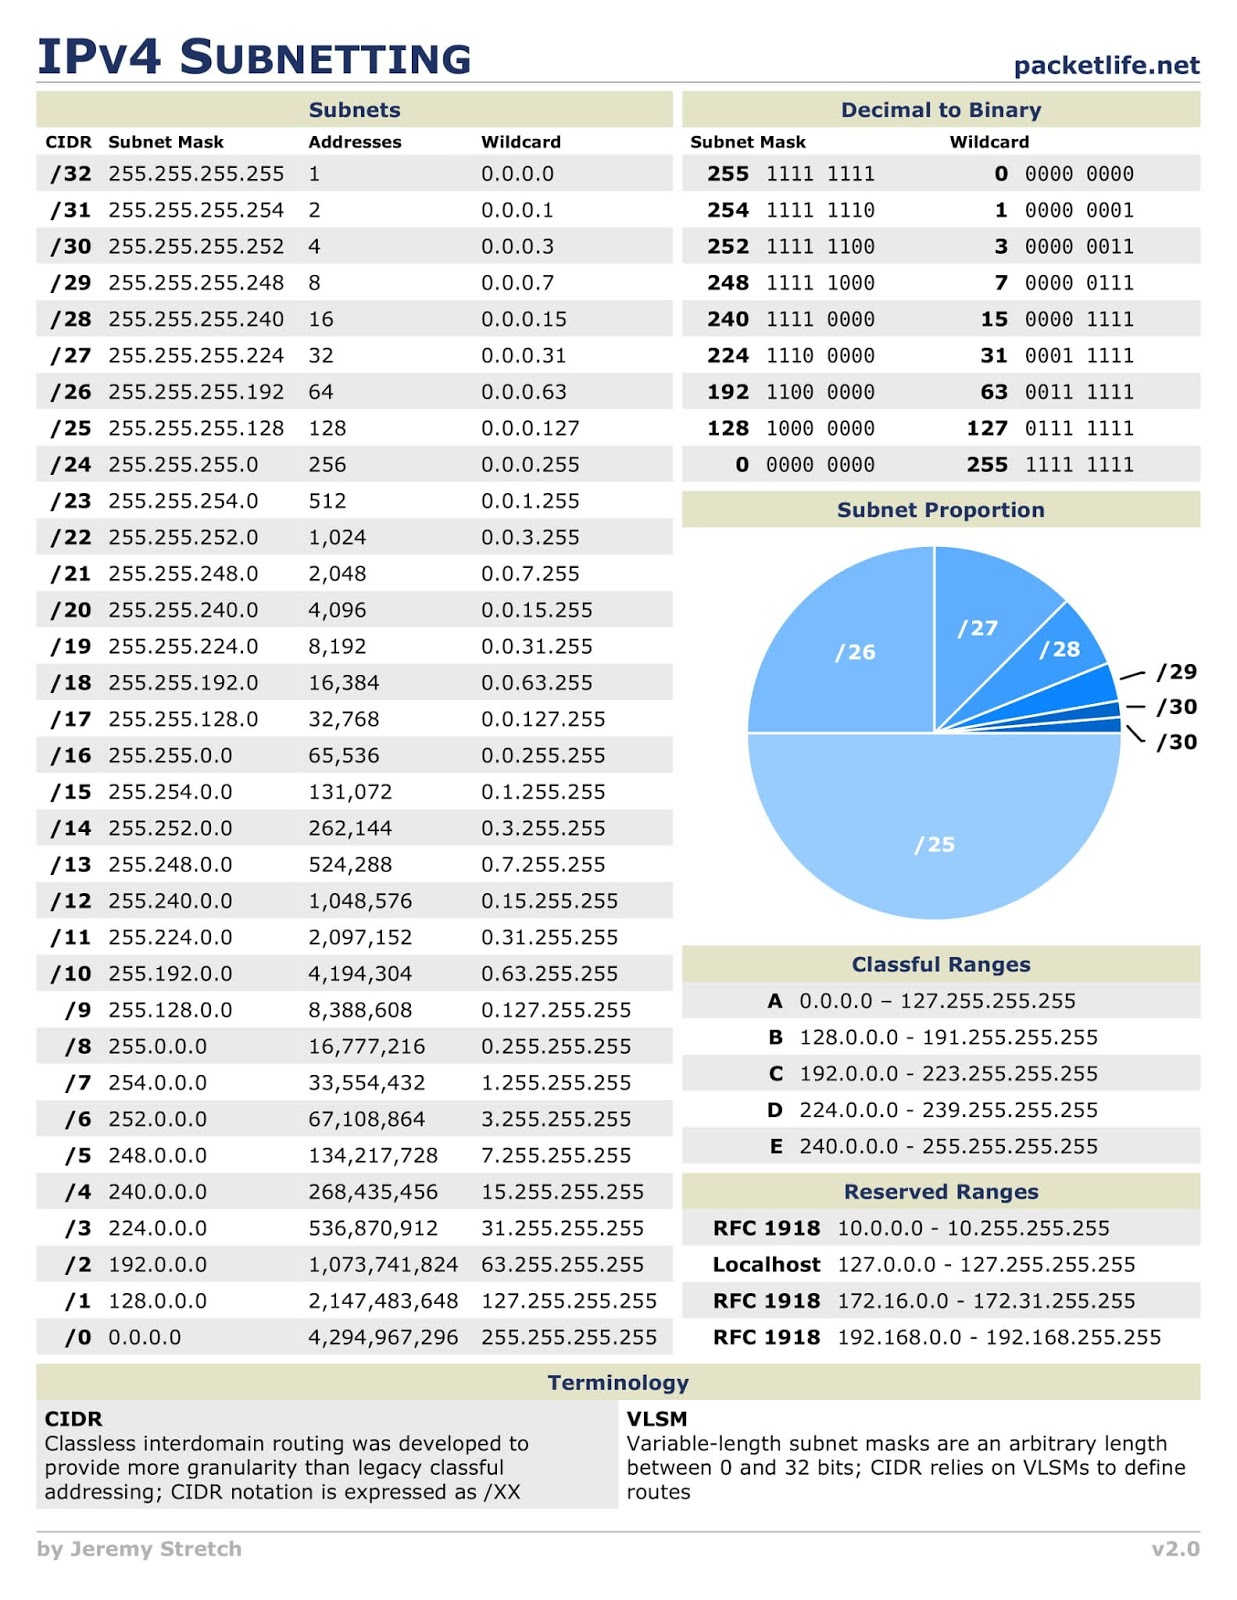 IPv4 Subnetting
packetlife.net
Subnets
CIDR Subnet Mask Addresses Wildcard
/32 255.255.255.255 1 0.0.0.0
/31 255.255.255.254 2 0.0.0.1
/30 255.255.255.252 4 0.0.0.3
/29 255.255.255.248 8 0.0.0.7
/28 255.255.255.240 16 0.0.0.15
/27 255.255.255.224 32 0.0.0.31
/26 255.255.255.192 64 0.0.0.63
/25 255.255.255.128 128 0.0.0.127
/24 255.255.255.0 256 0.0.0.255
/23 255.255.254.0 512 0.0.1.255
/22 255.255.252.0 1,024 0.0.3.255
/21 255.255.248.0 2,048 0.0.7.255
/20 255.255.240.0 4,096 0.0.15.255
/19 255.255.224.0 8,192 0.0.31.255
/18 255.255.192.0 16,384 0.0.63.255
/17 255.255.128.0 32,768 0.0.127.255
/16 255.255.0.0 65,536 0.0.255.255
/15 255.254.0.0 131,072 0.1.255.255
/14 255.252.0.0 262,144 0.3.255.255
/13 255.248.0.0 524,288 0.7.255.255
/12 255.240.0.0 1,048,576 0.15.255.255
/11 255.224.0.0 2,097,152 0.31.255.255
/10 255.192.0.0 4,194,304 0.63.255.255
/9 255.128.0.0 8,388,608 0.127.255.255
/8 255.0.0.0 16,777,216 0.255.255.255
/7 254.0.0.0 33,554,432 1.255.255.255
/6 252.0.0.0 67,108,864 3.255.255.255
/5 248.0.0.0 134,217,728 7.255.255.255
/4 240.0.0.0 268,435,456 15.255.255.255
/3 224.0.0.0 536,870,912 31.255.255.255
/2 192.0.0.0 1,073,741,824 63.255.255.255
/1 128.0.0.0 2,147,483,648 127.255.255.255
/0 0.0.0.0 4,294,967,296 255.255.255.255
Decimal to Binary
Subnet Mask Wildcard
255 1111 1111 0 0000 0000
254 1111 1110 1 0000 0001
252 1111 1100 3 0000 0011
248 1111 1000 7 0000 0111
240 1111 0000 15 0000 1111
224 1110 0000 31 0001 1111
192 1100 0000 63 0011 1111
128 1000 0000 127 0111 1111
0 0000 0000 255 1111 1111
Subnet Proportion
/27
/26
/28
/29
/30
/30
/25
Classful Ranges
A 0.0.0.0 – 127.255.255.255
B 128.0.0.0 - 191.255.255.255
C 192.0.0.0 - 223.255.255.255
D 224.0.0.0 - 239.255.255.255
E 240.0.0.0 - 255.255.255.255
Reserved Ranges
RFC 1918 10.0.0.0 - 10.255.255.255
Localhost 127.0.0.0 - 127.255.255.255
RFC 1918 172.16.0.0 - 172.31.255.255
RFC 1918 192.168.0.0 - 192.168.255.255
Terminology
CIDR
Classless interdomain routing was developed to
provide more granularity than legacy classful
addressing; CIDR notation is expressed as /XX
VLSM
Variable-length subnet masks are an arbitrary length
between 0 and 32 bits; CIDR relies on VLSMs to define
routes
by Jeremy Stretch
v2.0